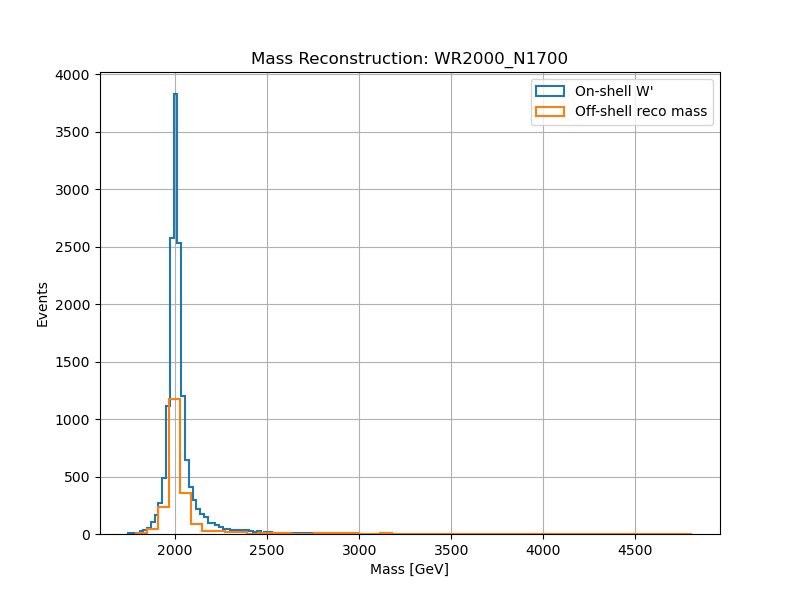 Mass Reconstruction: WR2000_N1700
On-shell W'
Off-shell reco mass
4000
3500
3000
2500
2000
1500
1000
500
0
Events
2000 2500 3000 3500 4000 4500
Mass [GeV]